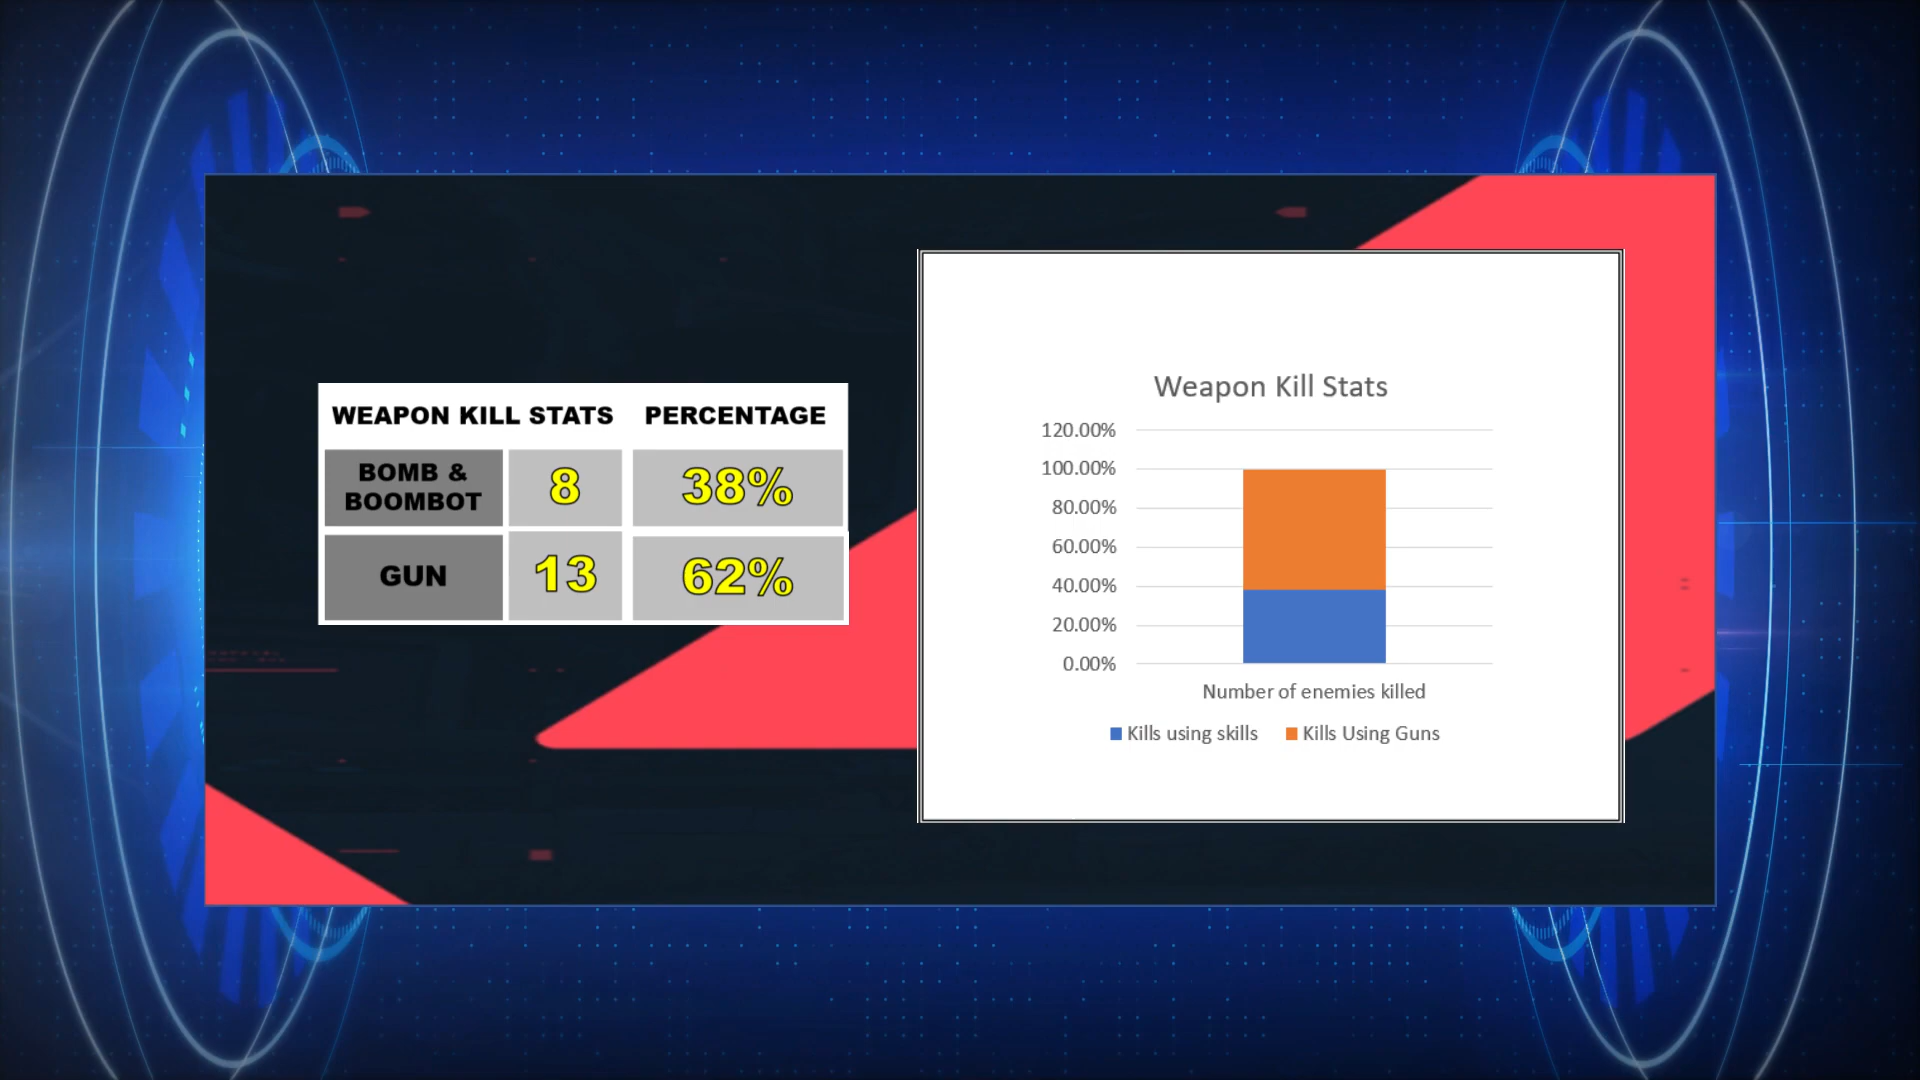 WEAPON KILL STATS PERCENTAGE
BOMB &
BOOMBOT 8 38%
GUN 13 62%
Weapon Kill Stats
120.00%
100.00%
80.00%
60.00%
40.00%
20.00%
0.00%
Number of enemies killed
Kills using skills Kills Using Guns